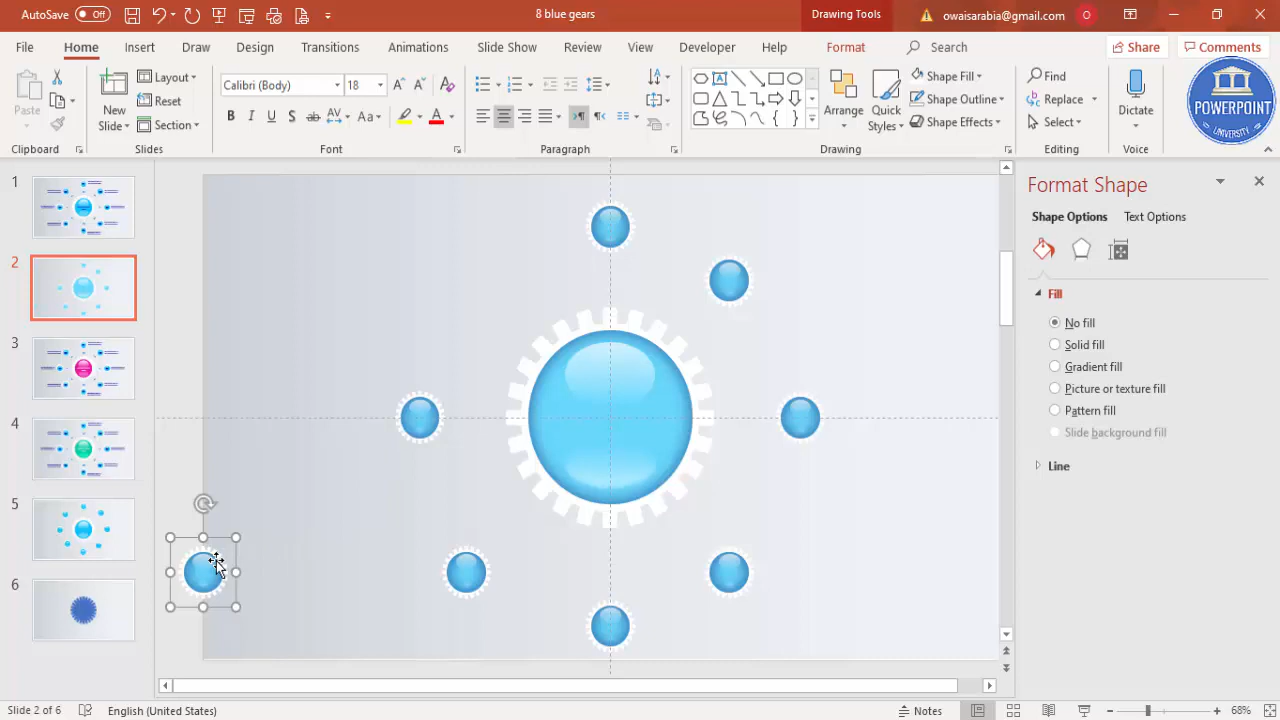 AutoSave Off
8 blue gears
Drawing Tools
owaisarabia@gmail.com O
File Home Insert Draw Design Transitions Animations Slide Show Review View Developer Help Format Search Share Comments
Paste
New Slide
Layout
Reset
Section
Calibri (Body) 18
Arrange
Quick Styles
Shape Fill
Shape Outline
Shape Effects
Find
Replace
Select
Dictate
POWERPOINT
UNIVERSITY
Clipboard Slides Font Paragraph Drawing Editing Voice
1
2
3
4
5
6
Format Shape
Shape Options Text Options
Fill
No fill
Solid fill
Gradient fill
Picture or texture fill
Pattern fill
Slide background fill
Line
Slide 2 of 6 English (United States) Notes 68%